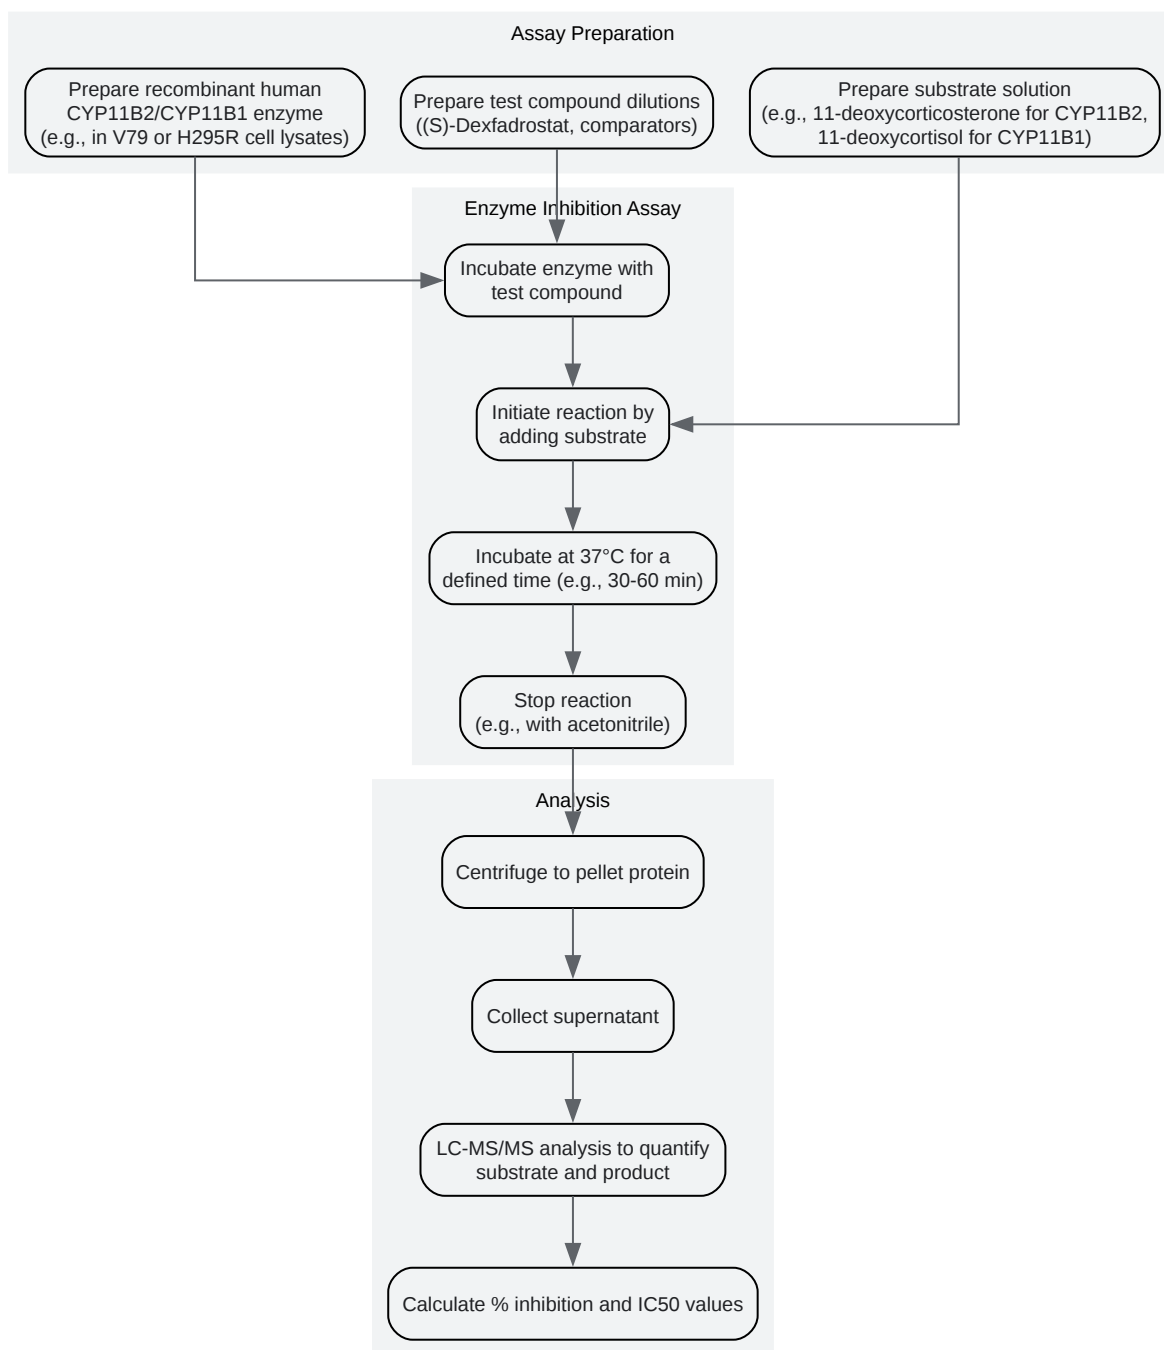 Assay Preparation
Prepare recombinant human
CYP11B2/CYP11B1 enzyme
(e.g., in V79 or H295R cell lysates)
Prepare test compound dilutions
((S)-Dexfadrostat, comparators)
Prepare substrate solution
(e.g., 11-deoxycorticosterone for CYP11B2,
11-deoxycortisol for CYP11B1)
Enzyme Inhibition Assay
Incubate enzyme with
test compound
Initiate reaction by
adding substrate
Incubate at 37°C for a
defined time (e.g., 30-60 min)
Stop reaction
(e.g., with acetonitrile)
Analysis
Centrifuge to pellet protein
Collect supernatant
LC-MS/MS analysis to quantify
substrate and product
Calculate % inhibition and IC50 values